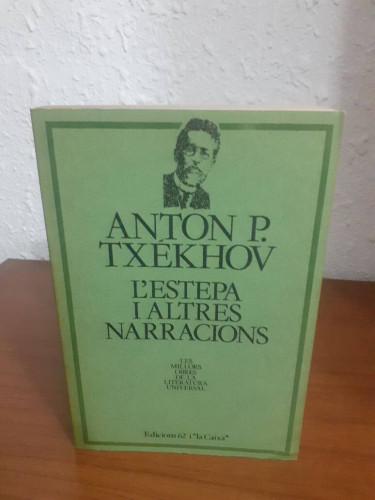 ANTON P.
TXÉKHOV
L'ESTEPA
I ALTRES
NARRACIONS
LES
MILLORS
OBRES
DE LA
LITERATURA
UNIVERSAL
Edicions 62 i "la Caixa"